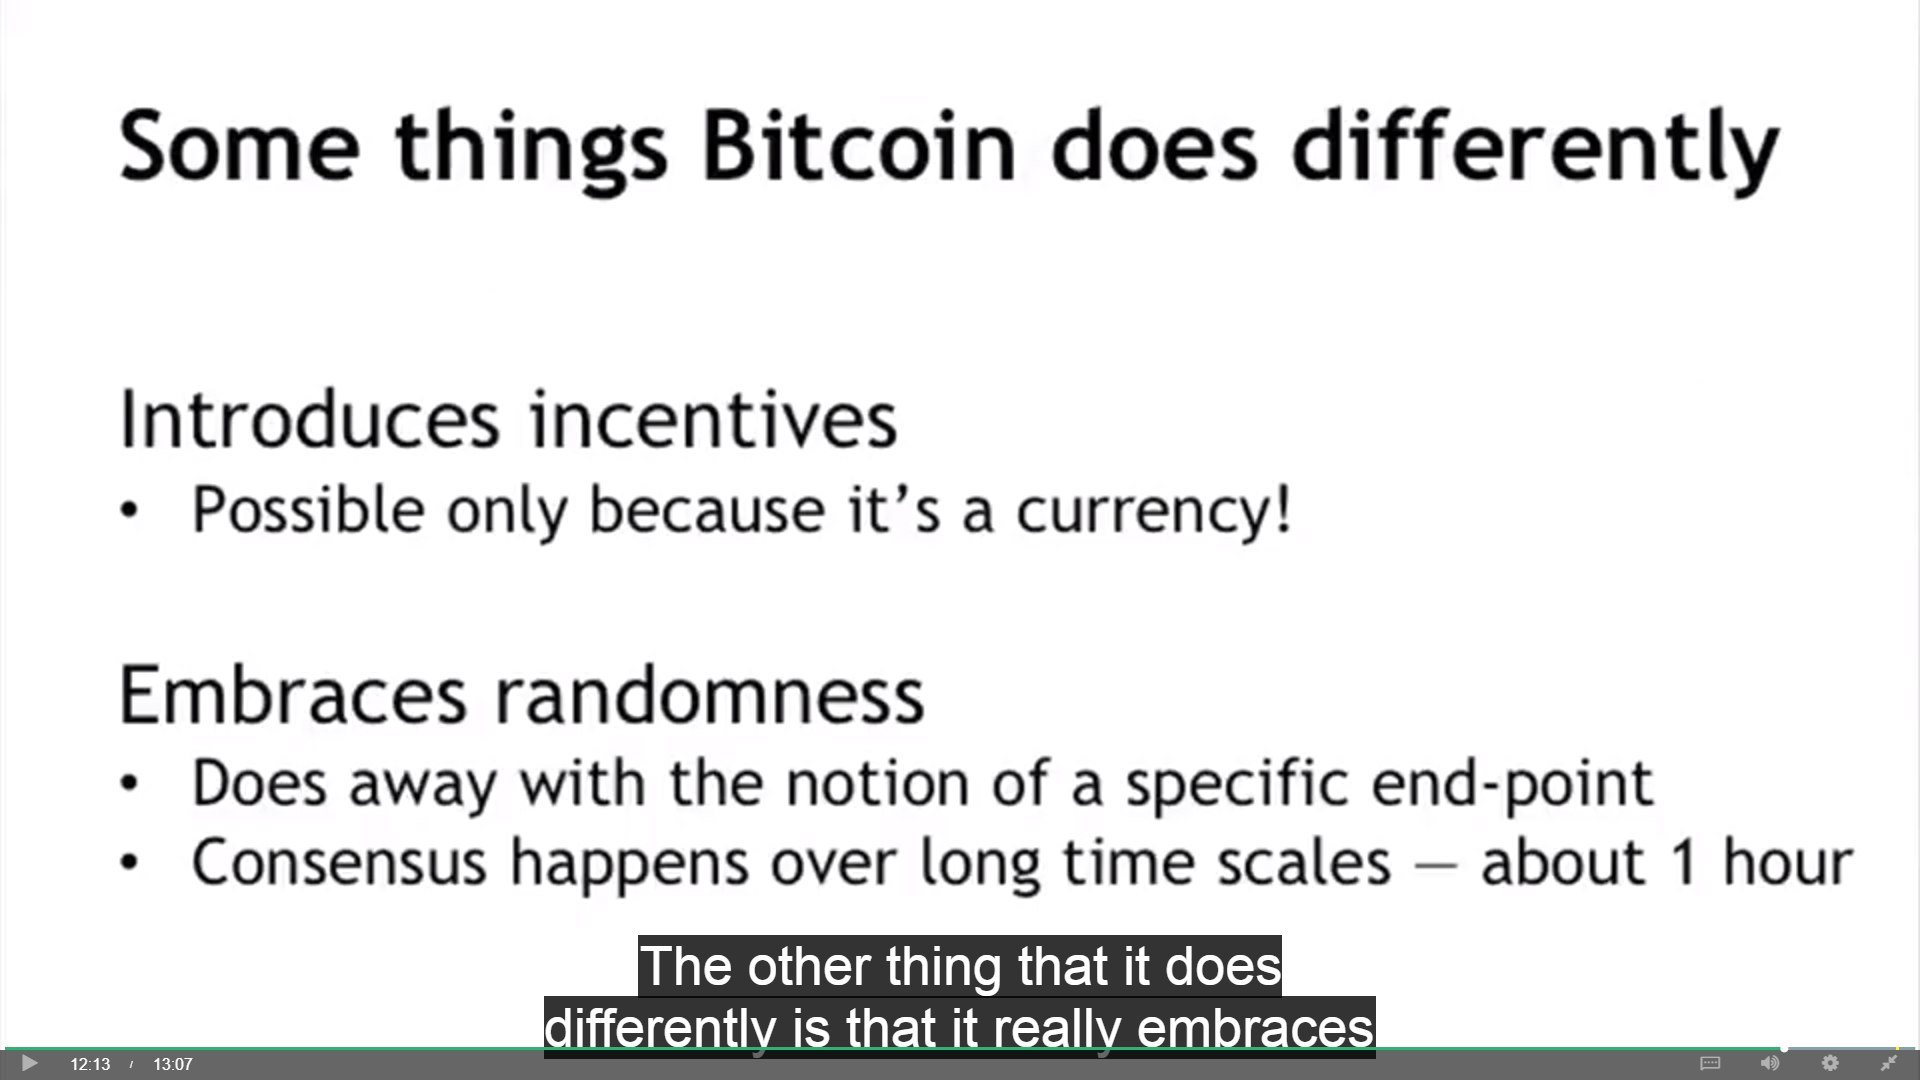 Some things Bitcoin does differently
Introduces incentives
• Possible only because it’s a currency!
Embraces randomness
• Does away with the notion of a specific end-point
• Consensus happens over long time scales — about 1 hour
The other thing that it does
differently is that it really embraces
12:13 / 13:07